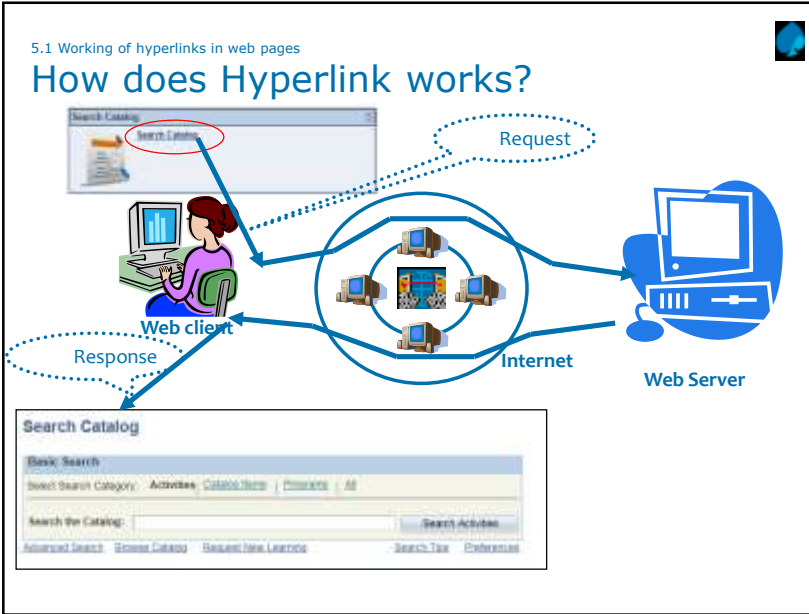 5.1 Working of hyperlinks in web pages
How does Hyperlink works?
Search Catalog
Search Catalog
Request
Web client
Response
Internet
Web Server
Search Catalog
Basic Search
Select Search Category: Activities Catalog Items | Programs | All
Search the Catalog: Search Activities
Advanced Search Browse Catalog Request New Learning Search Tips Preferences